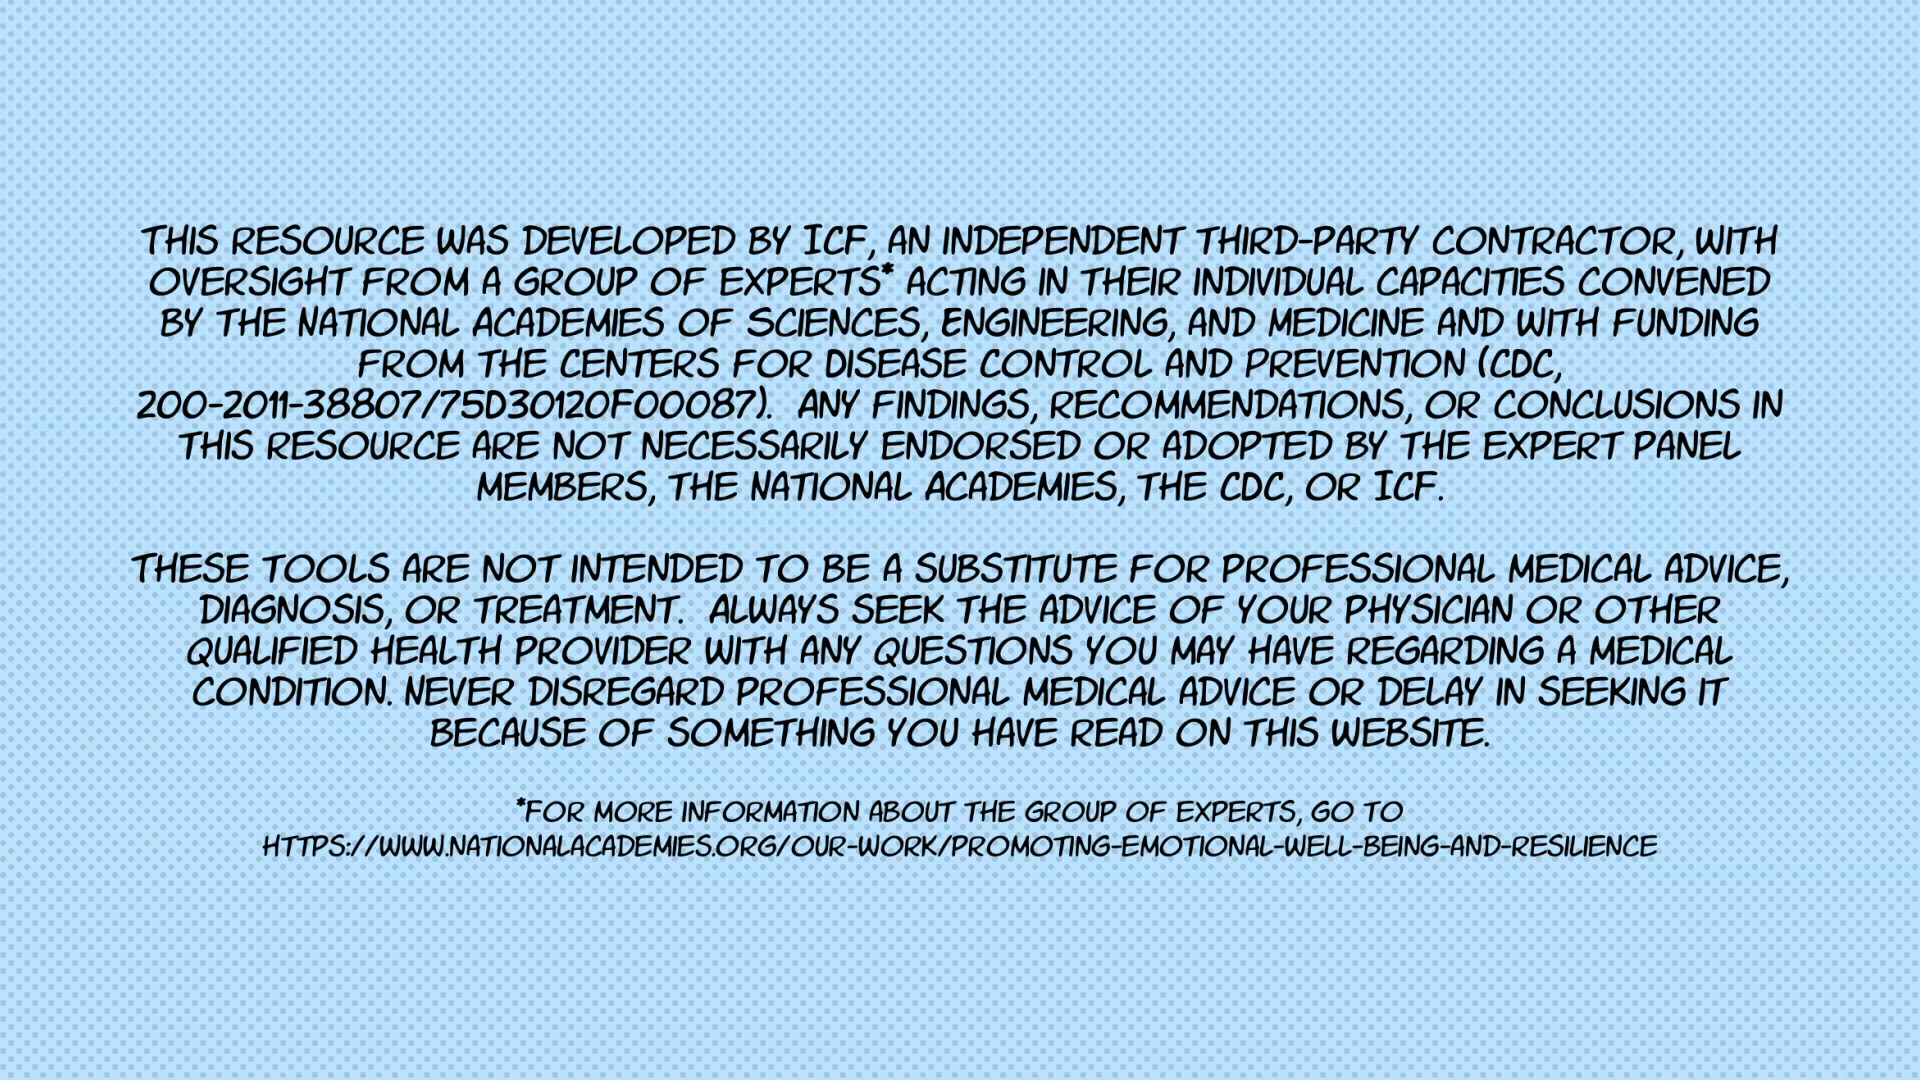 THIS RESOURCE WAS DEVELOPED BY ICF, AN INDEPENDENT THIRD-PARTY CONTRACTOR, WITH
OVERSIGHT FROM A GROUP OF EXPERTS* ACTING IN THEIR INDIVIDUAL CAPACITIES CONVENED
BY THE NATIONAL ACADEMIES OF SCIENCES, ENGINEERING, AND MEDICINE AND WITH FUNDING
FROM THE CENTERS FOR DISEASE CONTROL AND PREVENTION (CDC,
200-2011-38807/75D30120F00087).  ANY FINDINGS, RECOMMENDATIONS, OR CONCLUSIONS IN
THIS RESOURCE ARE NOT NECESSARILY ENDORSED OR ADOPTED BY THE EXPERT PANEL
MEMBERS, THE NATIONAL ACADEMIES, THE CDC, OR ICF.
THESE TOOLS ARE NOT INTENDED TO BE A SUBSTITUTE FOR PROFESSIONAL MEDICAL ADVICE,
DIAGNOSIS, OR TREATMENT.  ALWAYS SEEK THE ADVICE OF YOUR PHYSICIAN OR OTHER
QUALIFIED HEALTH PROVIDER WITH ANY QUESTIONS YOU MAY HAVE REGARDING A MEDICAL
CONDITION. NEVER DISREGARD PROFESSIONAL MEDICAL ADVICE OR DELAY IN SEEKING IT
BECAUSE OF SOMETHING YOU HAVE READ ON THIS WEBSITE.
*FOR MORE INFORMATION ABOUT THE GROUP OF EXPERTS, GO TO
HTTPS://WWW.NATIONALACADEMIES.ORG/OUR-WORK/PROMOTING-EMOTIONAL-WELL-BEING-AND-RESILIENCE